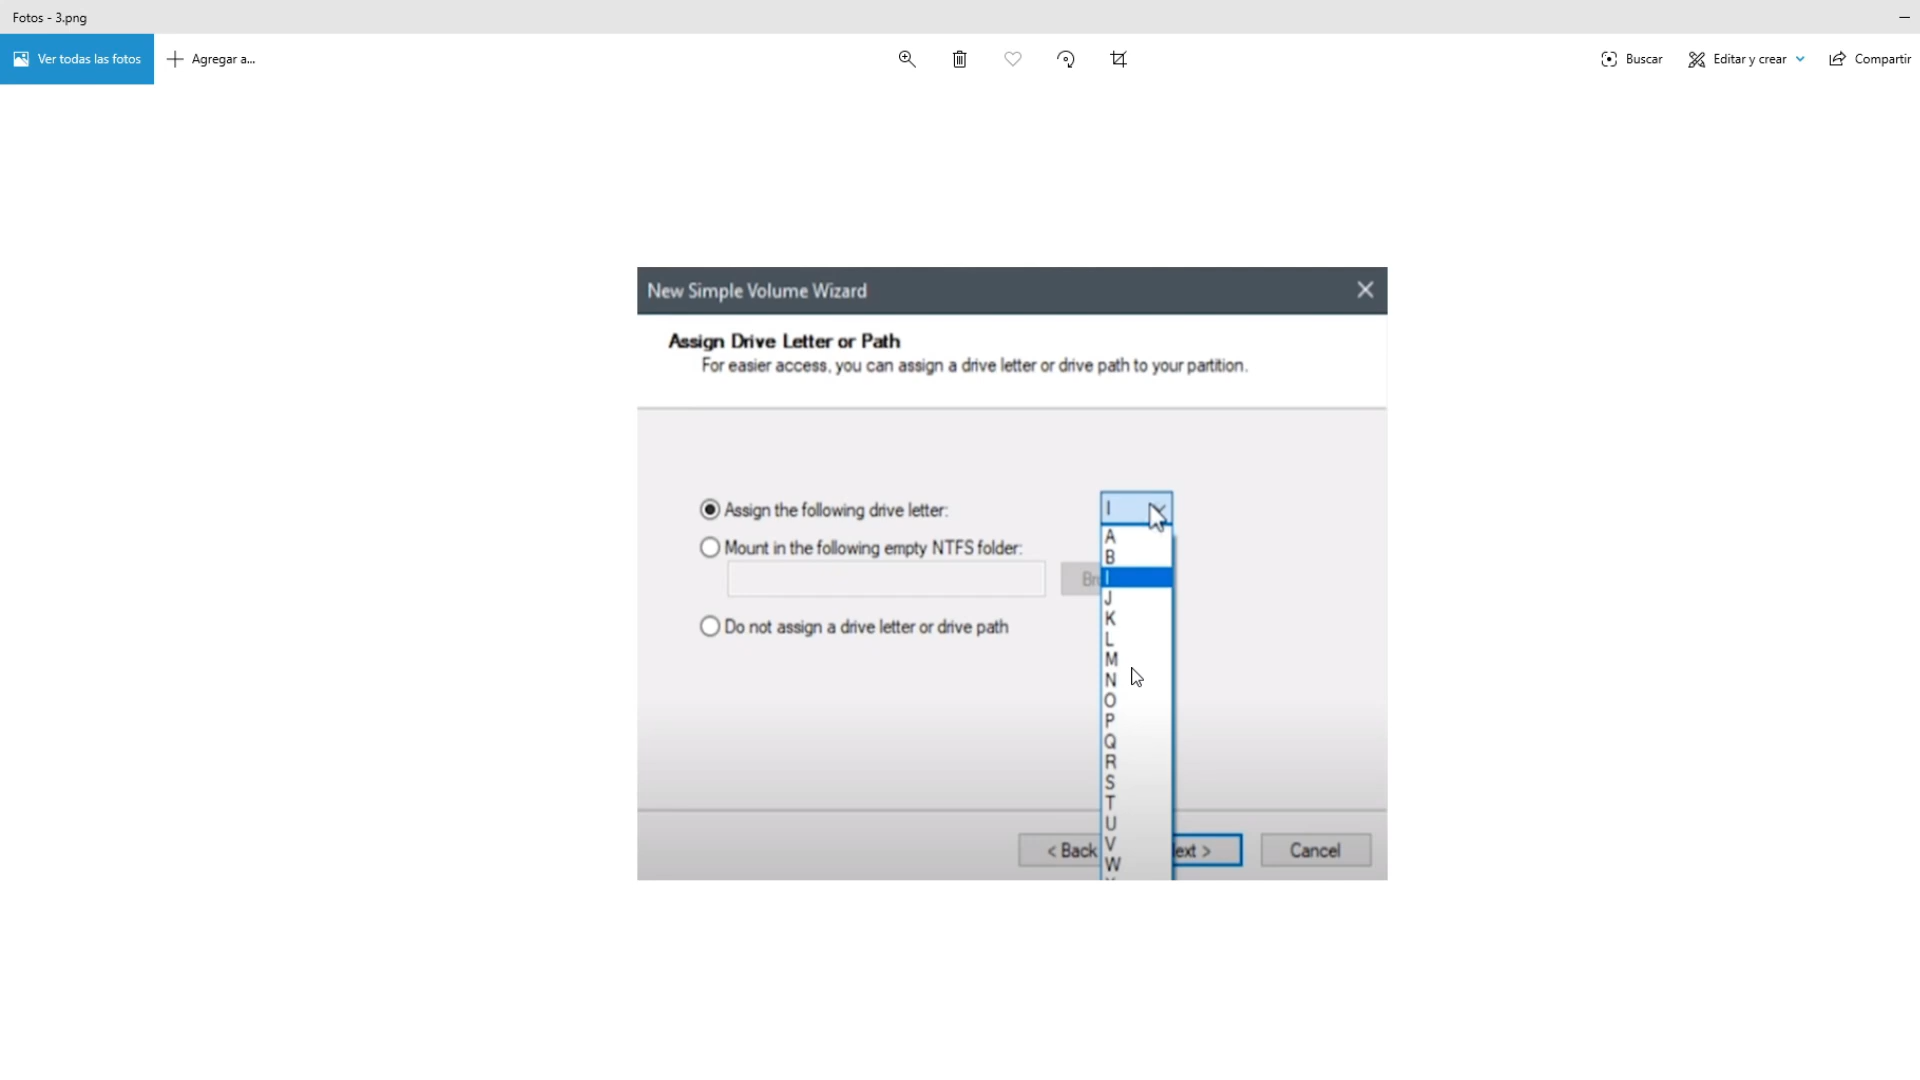 Fotos - 3.png
Ver todas las fotos
Agregar a...
Buscar
Editar y crear
Compartir
New Simple Volume Wizard
Assign Drive Letter or Path
For easier access, you can assign a drive letter or drive path to your partition.
Assign the following drive letter:
I
A
B
I
J
K
L
M
N
O
P
Q
R
S
T
U
V
W
Mount in the following empty NTFS folder:
Do not assign a drive letter or drive path
< Back
ext >
Cancel